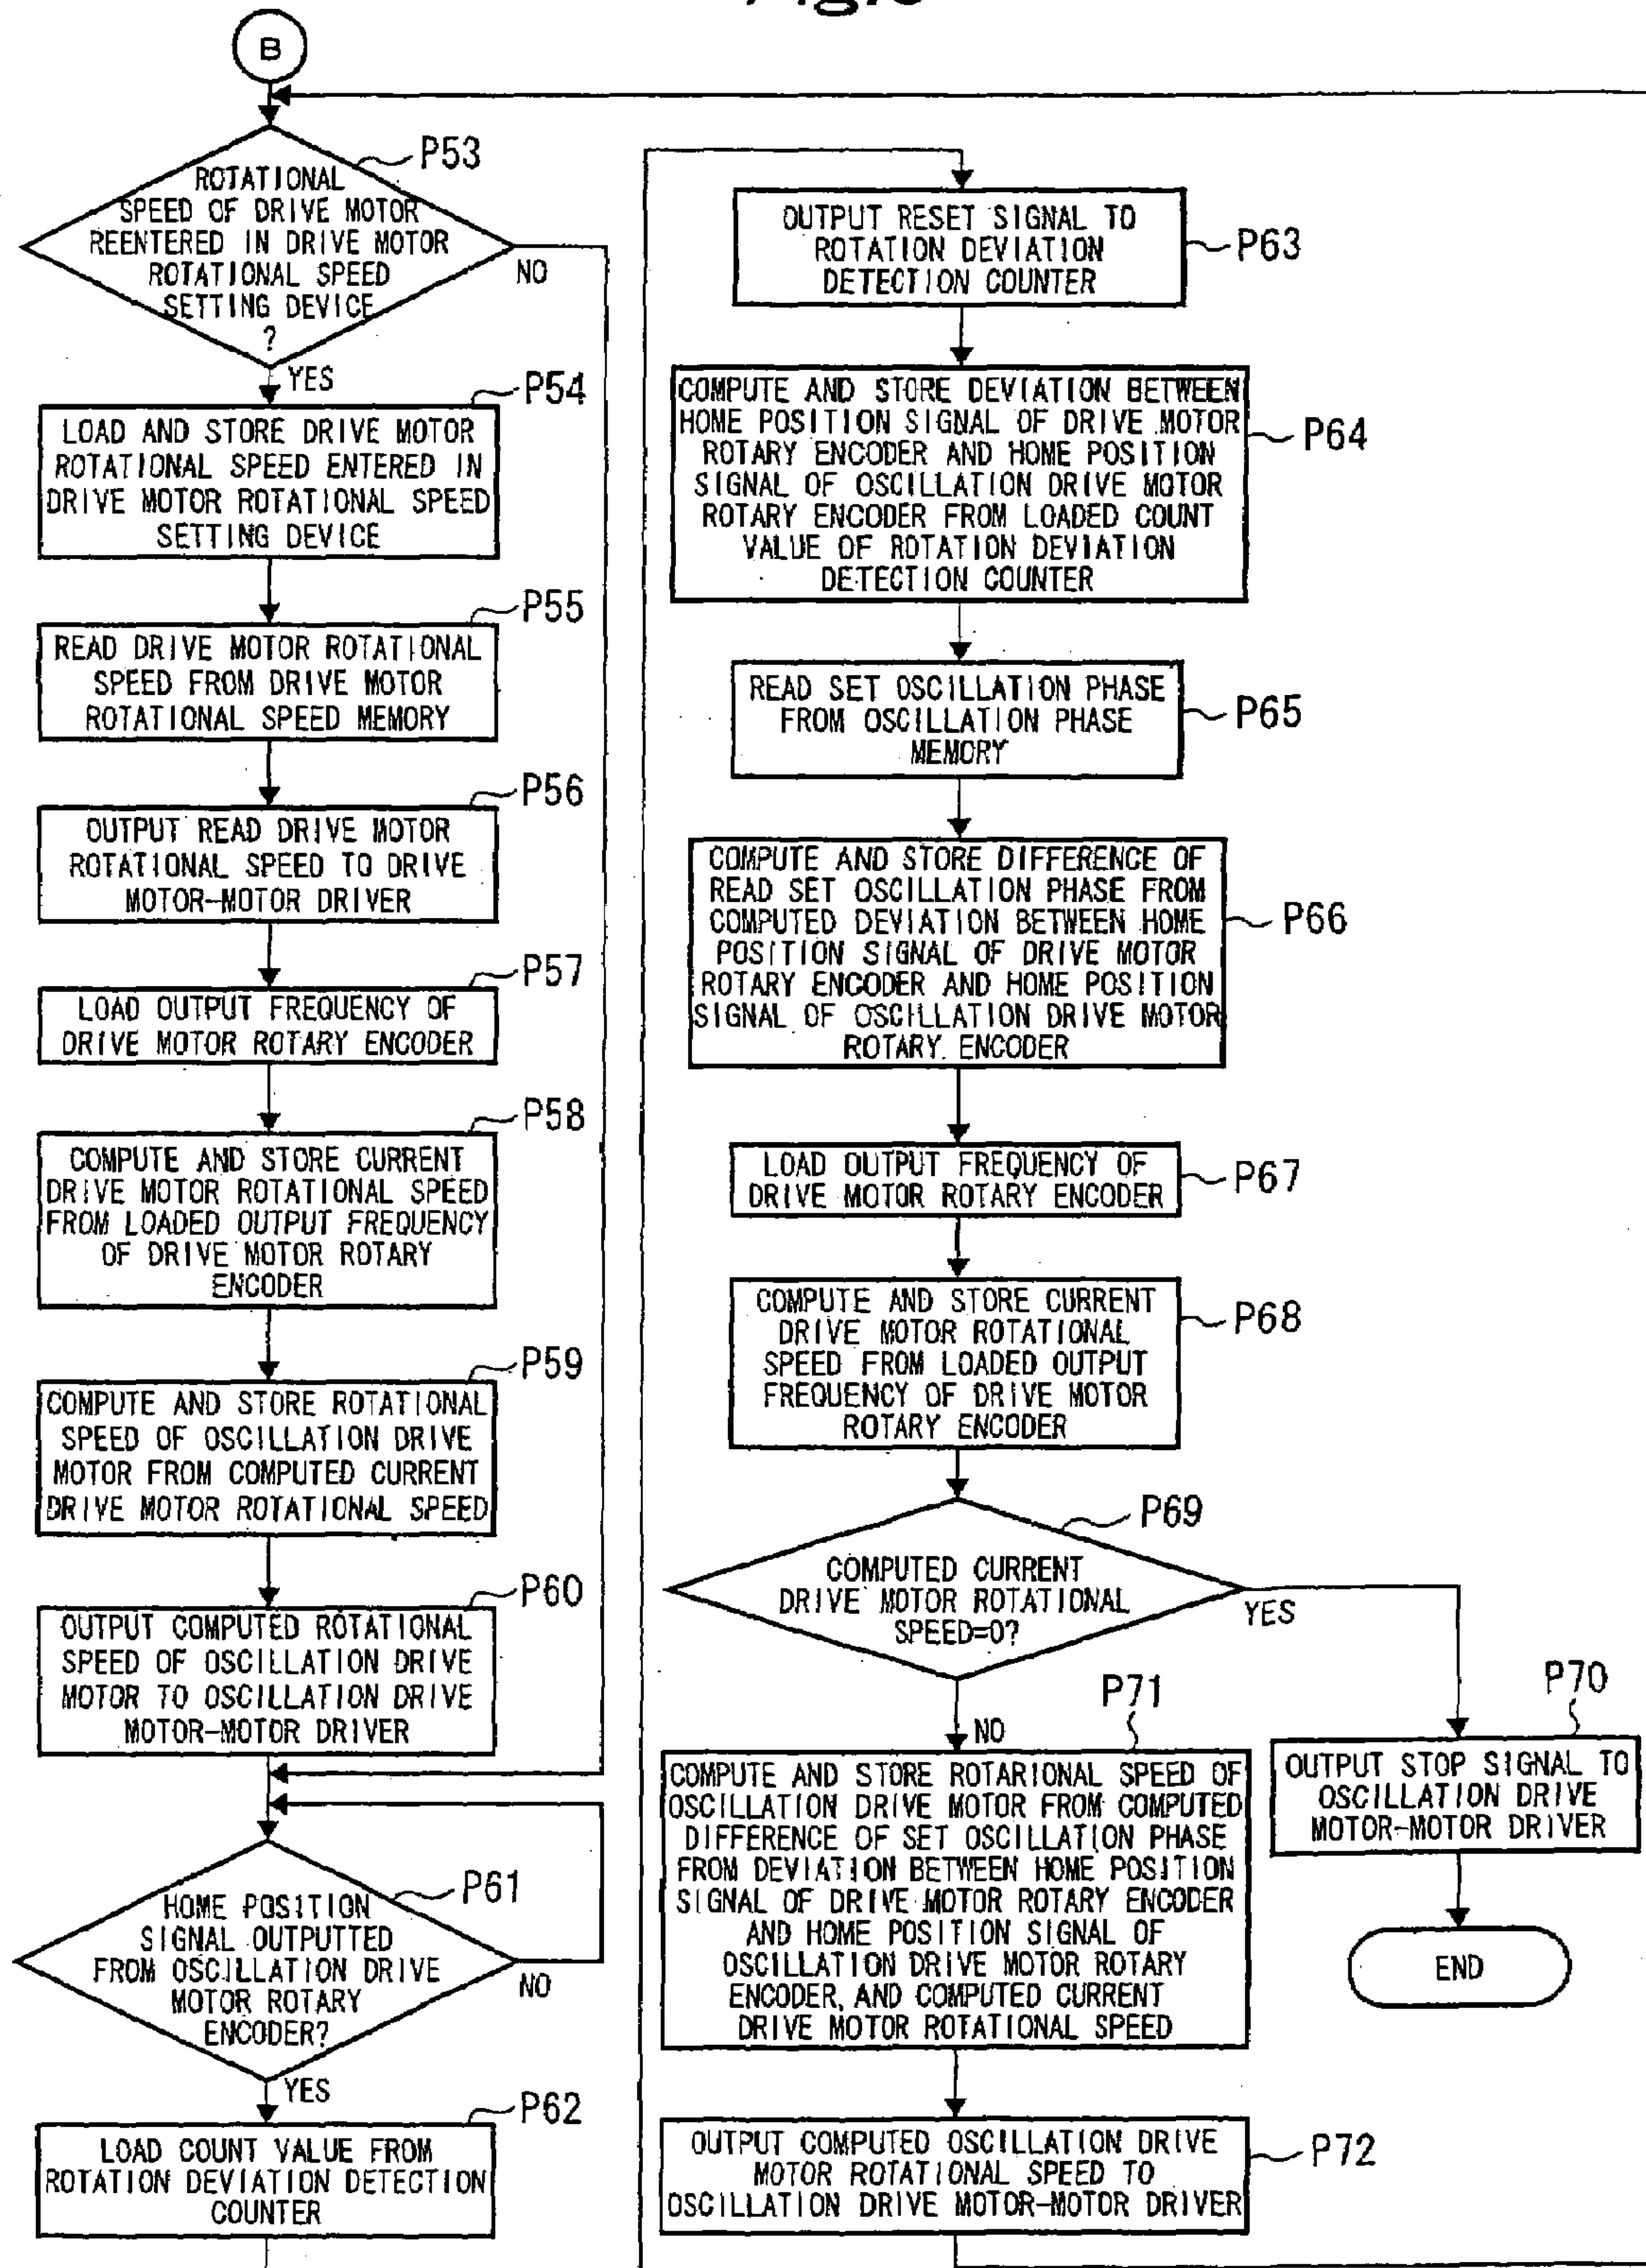 B
P53
ROTATIONAL
SPEED OF DRIVE MOTOR
REENTERED IN DRIVE MOTOR
ROTATIONAL SPEED
SETTING DEVICE
?
NO
YES
P54
LOAD AND STORE DRIVE MOTOR
ROTATIONAL SPEED ENTERED IN
DRIVE MOTOR ROTATIONAL SPEED
SETTING DEVICE
P55
READ DRIVE MOTOR ROTATIONAL
SPEED FROM DRIVE MOTOR
ROTATIONAL SPEED MEMORY
P56
OUTPUT READ DRIVE MOTOR
ROTATIONAL SPEED TO DRIVE
MOTOR-MOTOR DRIVER
P57
LOAD OUTPUT FREQUENCY OF
DRIVE MOTOR ROTARY ENCODER
P58
COMPUTE AND STORE CURRENT
DRIVE MOTOR ROTATIONAL SPEED
FROM LOADED OUTPUT FREQUENCY
OF DRIVE MOTOR ROTARY
ENCODER
P59
COMPUTE AND STORE ROTATIONAL
SPEED OF OSCILLATION DRIVE
MOTOR FROM COMPUTED CURRENT
DRIVE MOTOR ROTATIONAL SPEED
P60
OUTPUT COMPUTED ROTATIONAL
SPEED OF OSCILLATION DRIVE
MOTOR TO OSCILLATION DRIVE
MOTOR-MOTOR DRIVER
P61
HOME POSITION
SIGNAL OUTPUTTED
FROM OSCILLATION DRIVE
MOTOR ROTARY
ENCODER?
NO
YES
P62
LOAD COUNT VALUE FROM
ROTATION DEVIATION DETECTION
COUNTER
OUTPUT RESET SIGNAL TO
ROTATION DEVIATION
DETECTION COUNTER
P63
COMPUTE AND STORE DEVIATION BETWEEN
HOME POSITION SIGNAL OF DRIVE MOTOR
ROTARY ENCODER AND HOME POSITION
SIGNAL OF OSCILLATION DRIVE MOTOR
ROTARY ENCODER FROM LOADED COUNT
VALUE OF ROTATION DEVIATION
DETECTION COUNTER
P64
READ SET OSCILLATION PHASE
FROM OSCILLATION PHASE
MEMORY
P65
COMPUTE AND STORE DIFFERENCE OF
READ SET OSCILLATION PHASE FROM
COMPUTED DEVIATION BETWEEN HOME
POSITION SIGNAL OF DRIVE MOTOR
ROTARY ENCODER AND HOME POSITION
SIGNAL OF OSCILLATION DRIVE MOTOR
ROTARY ENCODER
P66
LOAD OUTPUT FREQUENCY OF
DRIVE MOTOR ROTARY ENCODER
P67
COMPUTE AND STORE CURRENT
DRIVE MOTOR ROTATIONAL
SPEED FROM LOADED OUTPUT
FREQUENCY OF DRIVE MOTOR
ROTARY ENCODER
P68
P69
COMPUTED CURRENT
DRIVE MOTOR ROTATIONAL
SPEED=0?
YES
NO
P70
OUTPUT STOP SIGNAL TO
OSCILLATION DRIVE
MOTOR-MOTOR DRIVER
END
P71
COMPUTE AND STORE ROTARIONAL SPEED OF
OSCILLATION DRIVE MOTOR FROM COMPUTED
DIFFERENCE OF SET OSCILLATION PHASE
FROM DEVIATION BETWEEN HOME POSITION
SIGNAL OF DRIVE MOTOR ROTARY ENCODER
AND HOME POSITION SIGNAL OF
OSCILLATION DRIVE MOTOR ROTARY
ENCODER, AND COMPUTED CURRENT
DRIVE MOTOR ROTATIONAL SPEED
OUTPUT COMPUTED OSCILLATION DRIVE
MOTOR ROTATIONAL SPEED TO
OSCILLATION DRIVE MOTOR-MOTOR DRIVER
P72